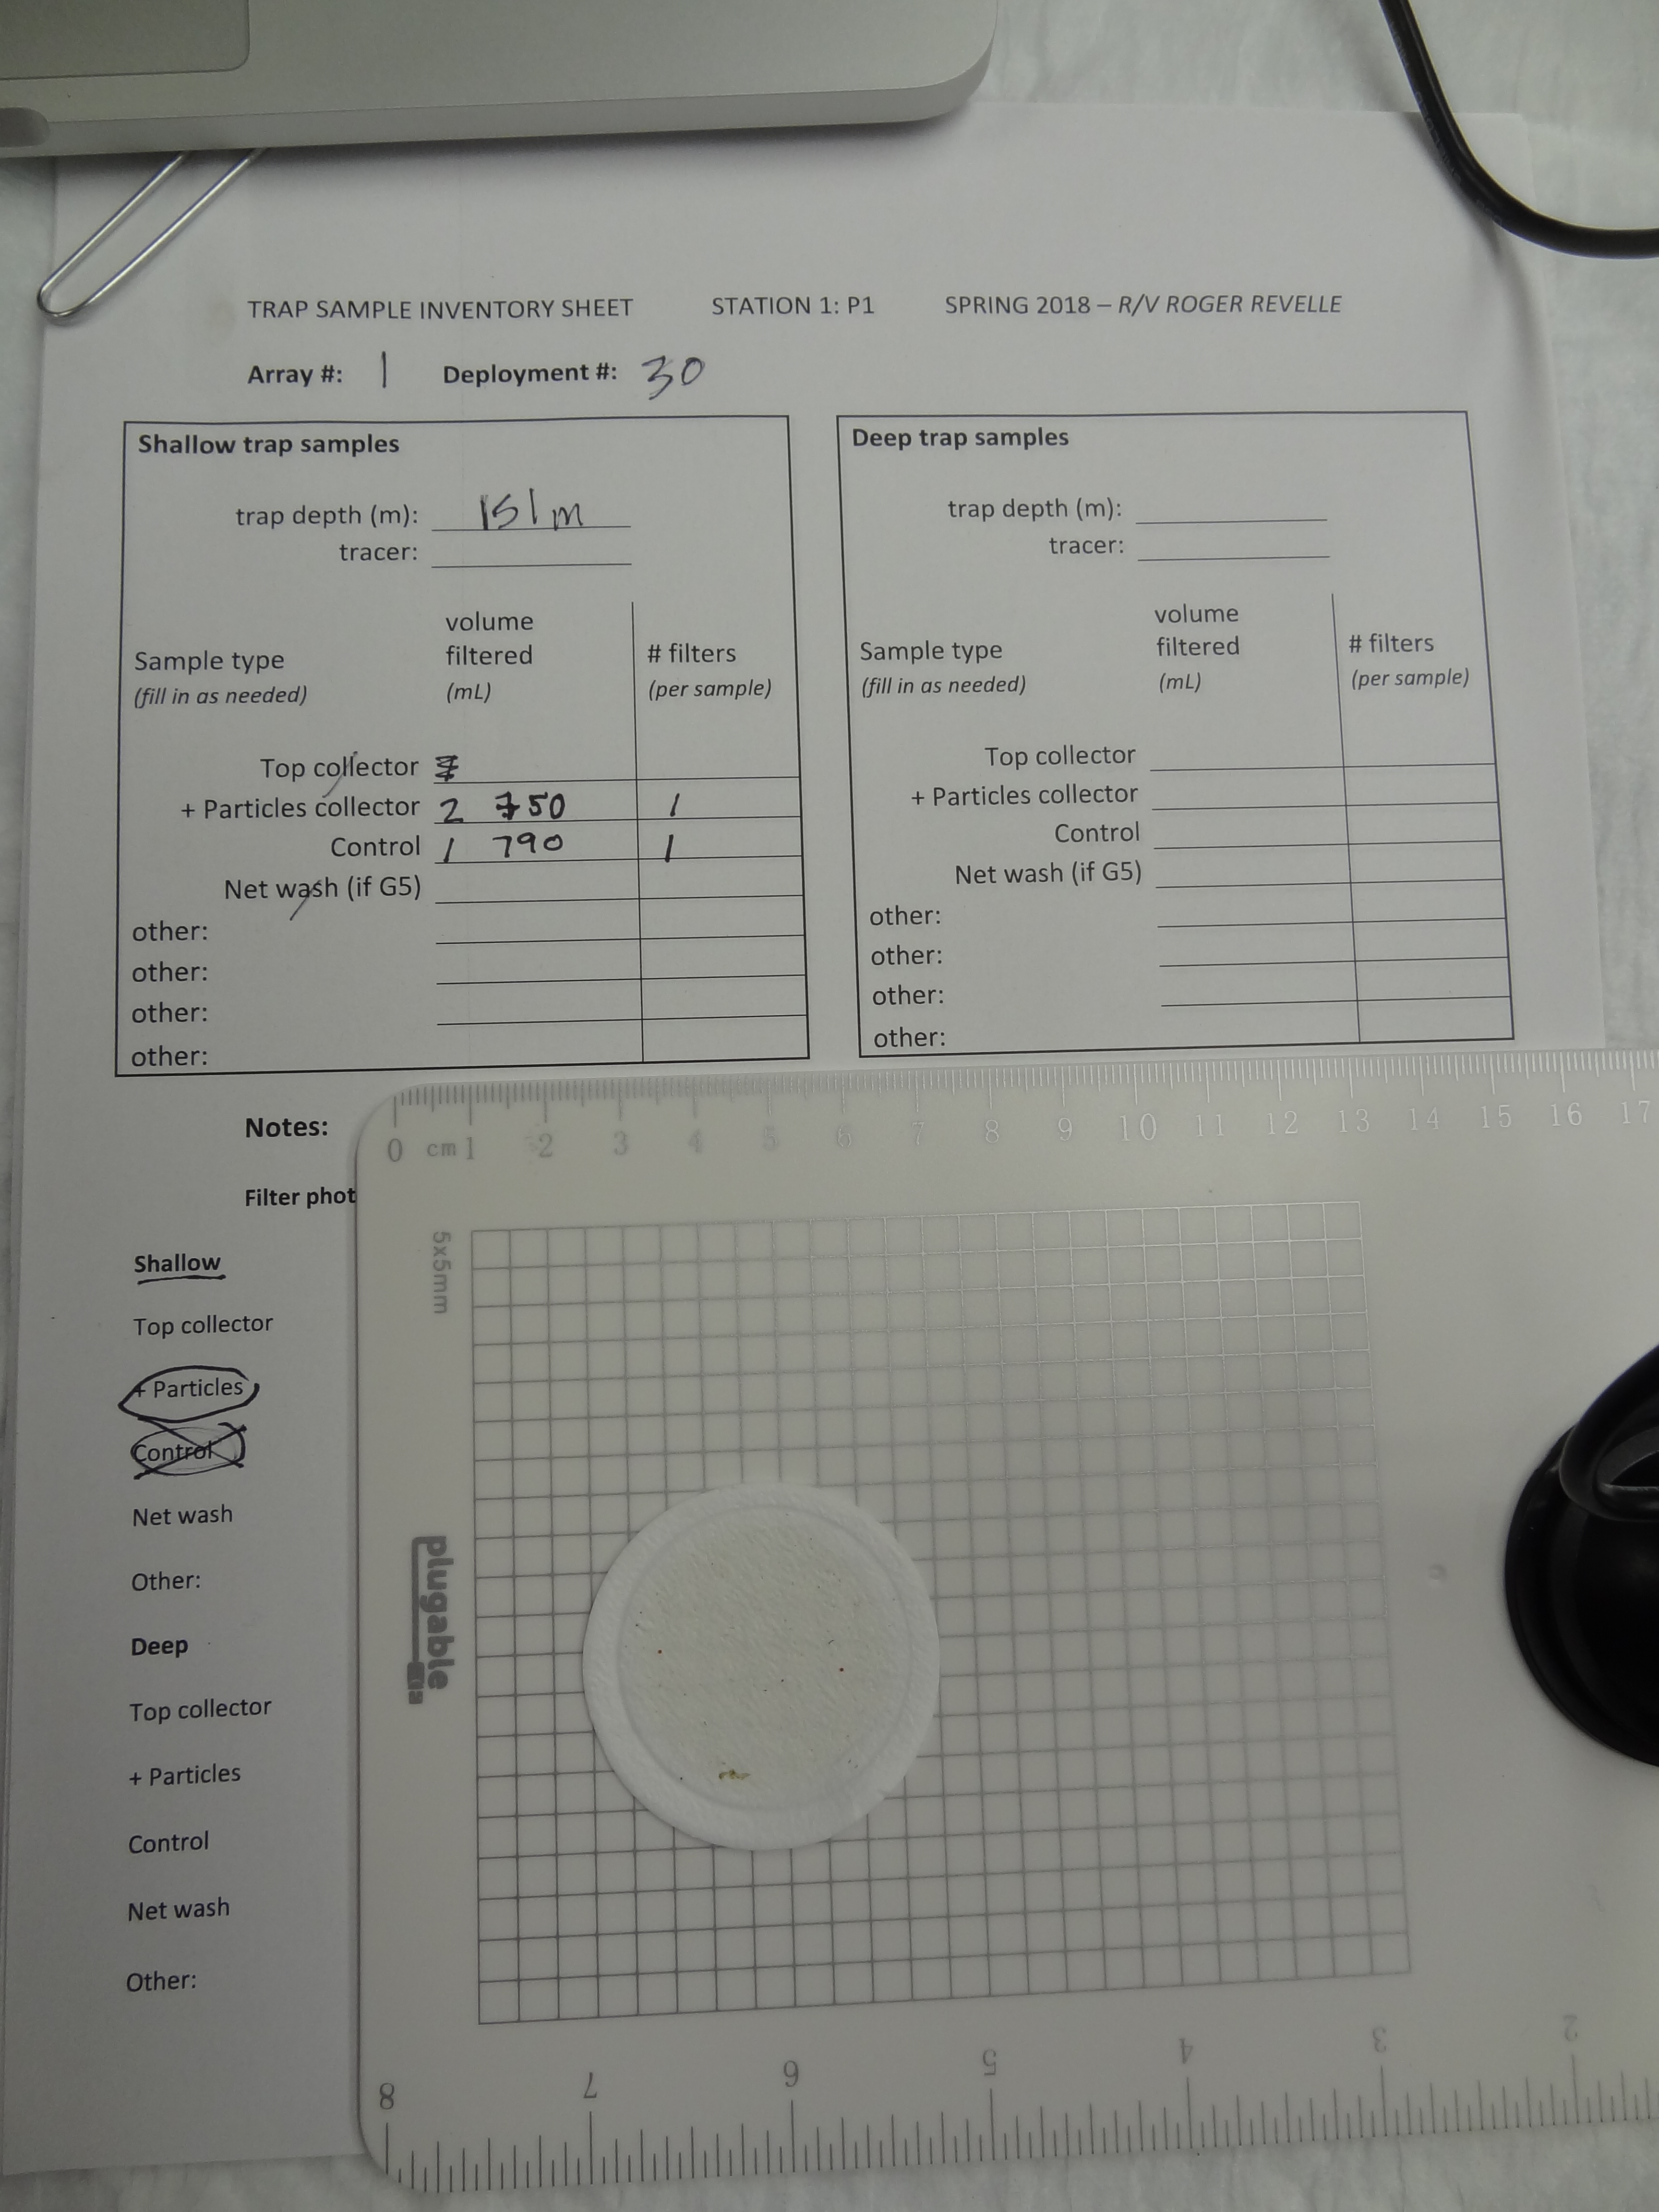 TRAP SAMPLE INVENTORY SHEET STATION 1: P1 SPRING 2018 – R/V ROGER REVELLE
Array #: 1 Deployment #: 30
Shallow trap samples
trap depth (m): 151 m
tracer:
volume
Sample type filtered # filters
(fill in as needed) (mL) (per sample)
Top collector
+ Particles collector 2 750 1
Control 1 790 1
Net wash (if G5)
other:
other:
other:
other:
Deep trap samples
trap depth (m):
tracer:
volume
Sample type filtered # filters
(fill in as needed) (mL) (per sample)
Top collector
+ Particles collector
Control
Net wash (if G5)
other:
other:
other:
other:
Notes:
Filter phot
Shallow
Top collector
+ Particles
Control
Net wash
Other:
Deep
Top collector
+ Particles
Control
Net wash
Other:
0 cm 1 2 3 4 5 6 7 8 9 10 11 12 13 14 15 16 17
5x5mm
plugable
8 7 6 5 4 3 2